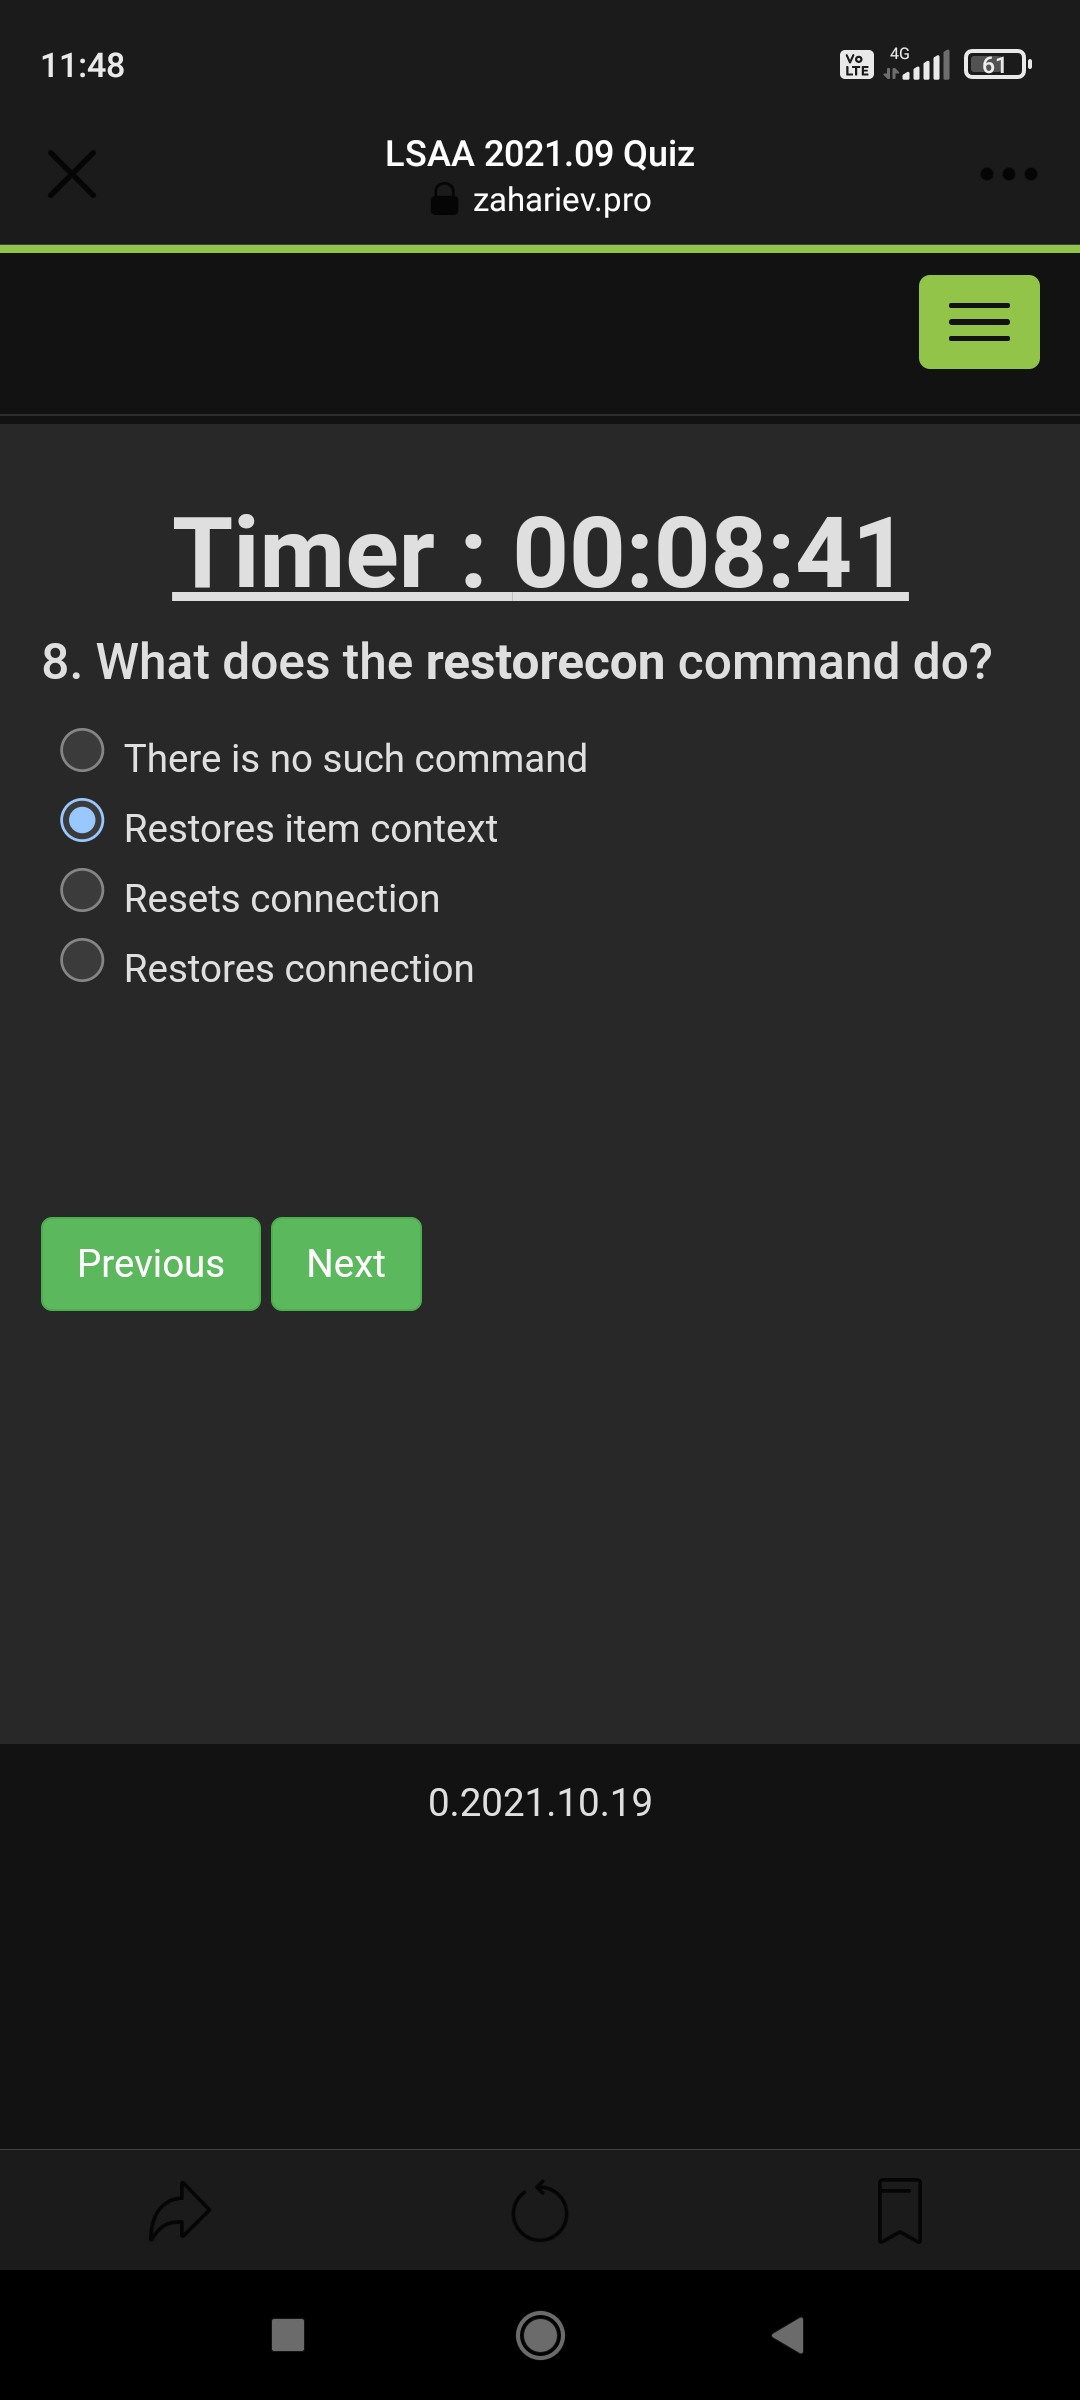 11:48
Vo LTE 4G 61
LSAA 2021.09 Quiz
zahariev.pro
Timer : 00:08:41
8. What does the restorecon command do?
There is no such command
Restores item context
Resets connection
Restores connection
Previous Next
0.2021.10.19